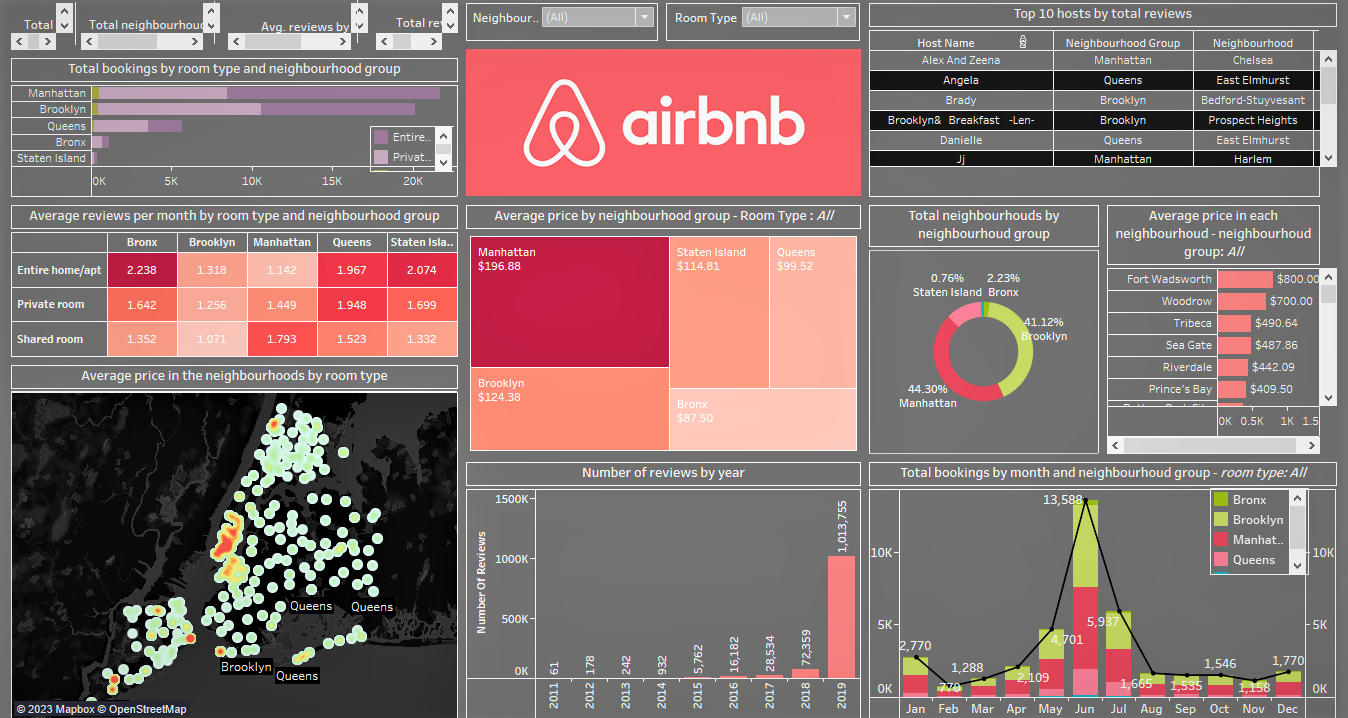 Total
Total neighbourhoud
Avg. reviews by
Total re
Neighbour.. (All)
Room Type (All)
Top 10 hosts by total reviews
Host Name Neighbourhood Group Neighbourhood
Alex And Zeena Manhattan Chelsea
Angela Queens East Elmhurst
Brady Brooklyn Bedford-Stuyvesant
Brooklyn& Breakfast -Len- Brooklyn Prospect Heights
Danielle Queens East Elmhurst
Jj Manhattan Harlem
Total bookings by room type and neighbourhoud group
Manhattan
Brooklyn
Queens
Bronx
Staten Island
0K 5K 10K 15K 20K
Entire..
Privat..
airbnb
Average reviews per month by room type and neighbourhoud group
Bronx Brooklyn Manhattan Queens Staten Isla..
Entire home/apt 2.238 1.318 1.142 1.967 2.074
Private room 1.642 1.256 1.449 1.948 1.699
Shared room 1.352 1.071 1.793 1.523 1.332
Average price by neighbourhoud group - Room Type : All
Manhattan
$196.88
Staten Island
$114.81
Queens
$99.52
Brooklyn
$124.38
Bronx
$87.50
Total neighbourhouds by
neighbourhoud group
0.76%
Staten Island
2.23%
Bronx
41.12%
Brooklyn
44.30%
Manhattan
Average price in each
neighbourhoud - neighbourhoud
group: All
Fort Wadsworth $800.00
Woodrow $700.00
Tribeca $490.64
Sea Gate $487.86
Riverdale $442.09
Prince's Bay $409.50
0K 0.5K 1K 1.5
Average price in the neighbourhouds by room type
Queens
Queens
Brooklyn
Queens
© 2023 Mapbox © OpenStreetMap
Number of reviews by year
Number Of Reviews
1500K
1000K
500K
0K
61 178 242 932 5,762 16,182 28,534 72,359 1,013,755
2011 2012 2013 2014 2015 2016 2017 2018 2019
Total bookings by month and neighbourhoud group - room type: All
Bronx
Brooklyn
Manhat..
Queens
10K
5K
0K
10K
5K
0K
2,770 770 1,288 2,109 4,701 13,588 5,937 1,665 1,535 1,546 1,158 1,770
Jan Feb Mar Apr May Jun Jul Aug Sep Oct Nov Dec